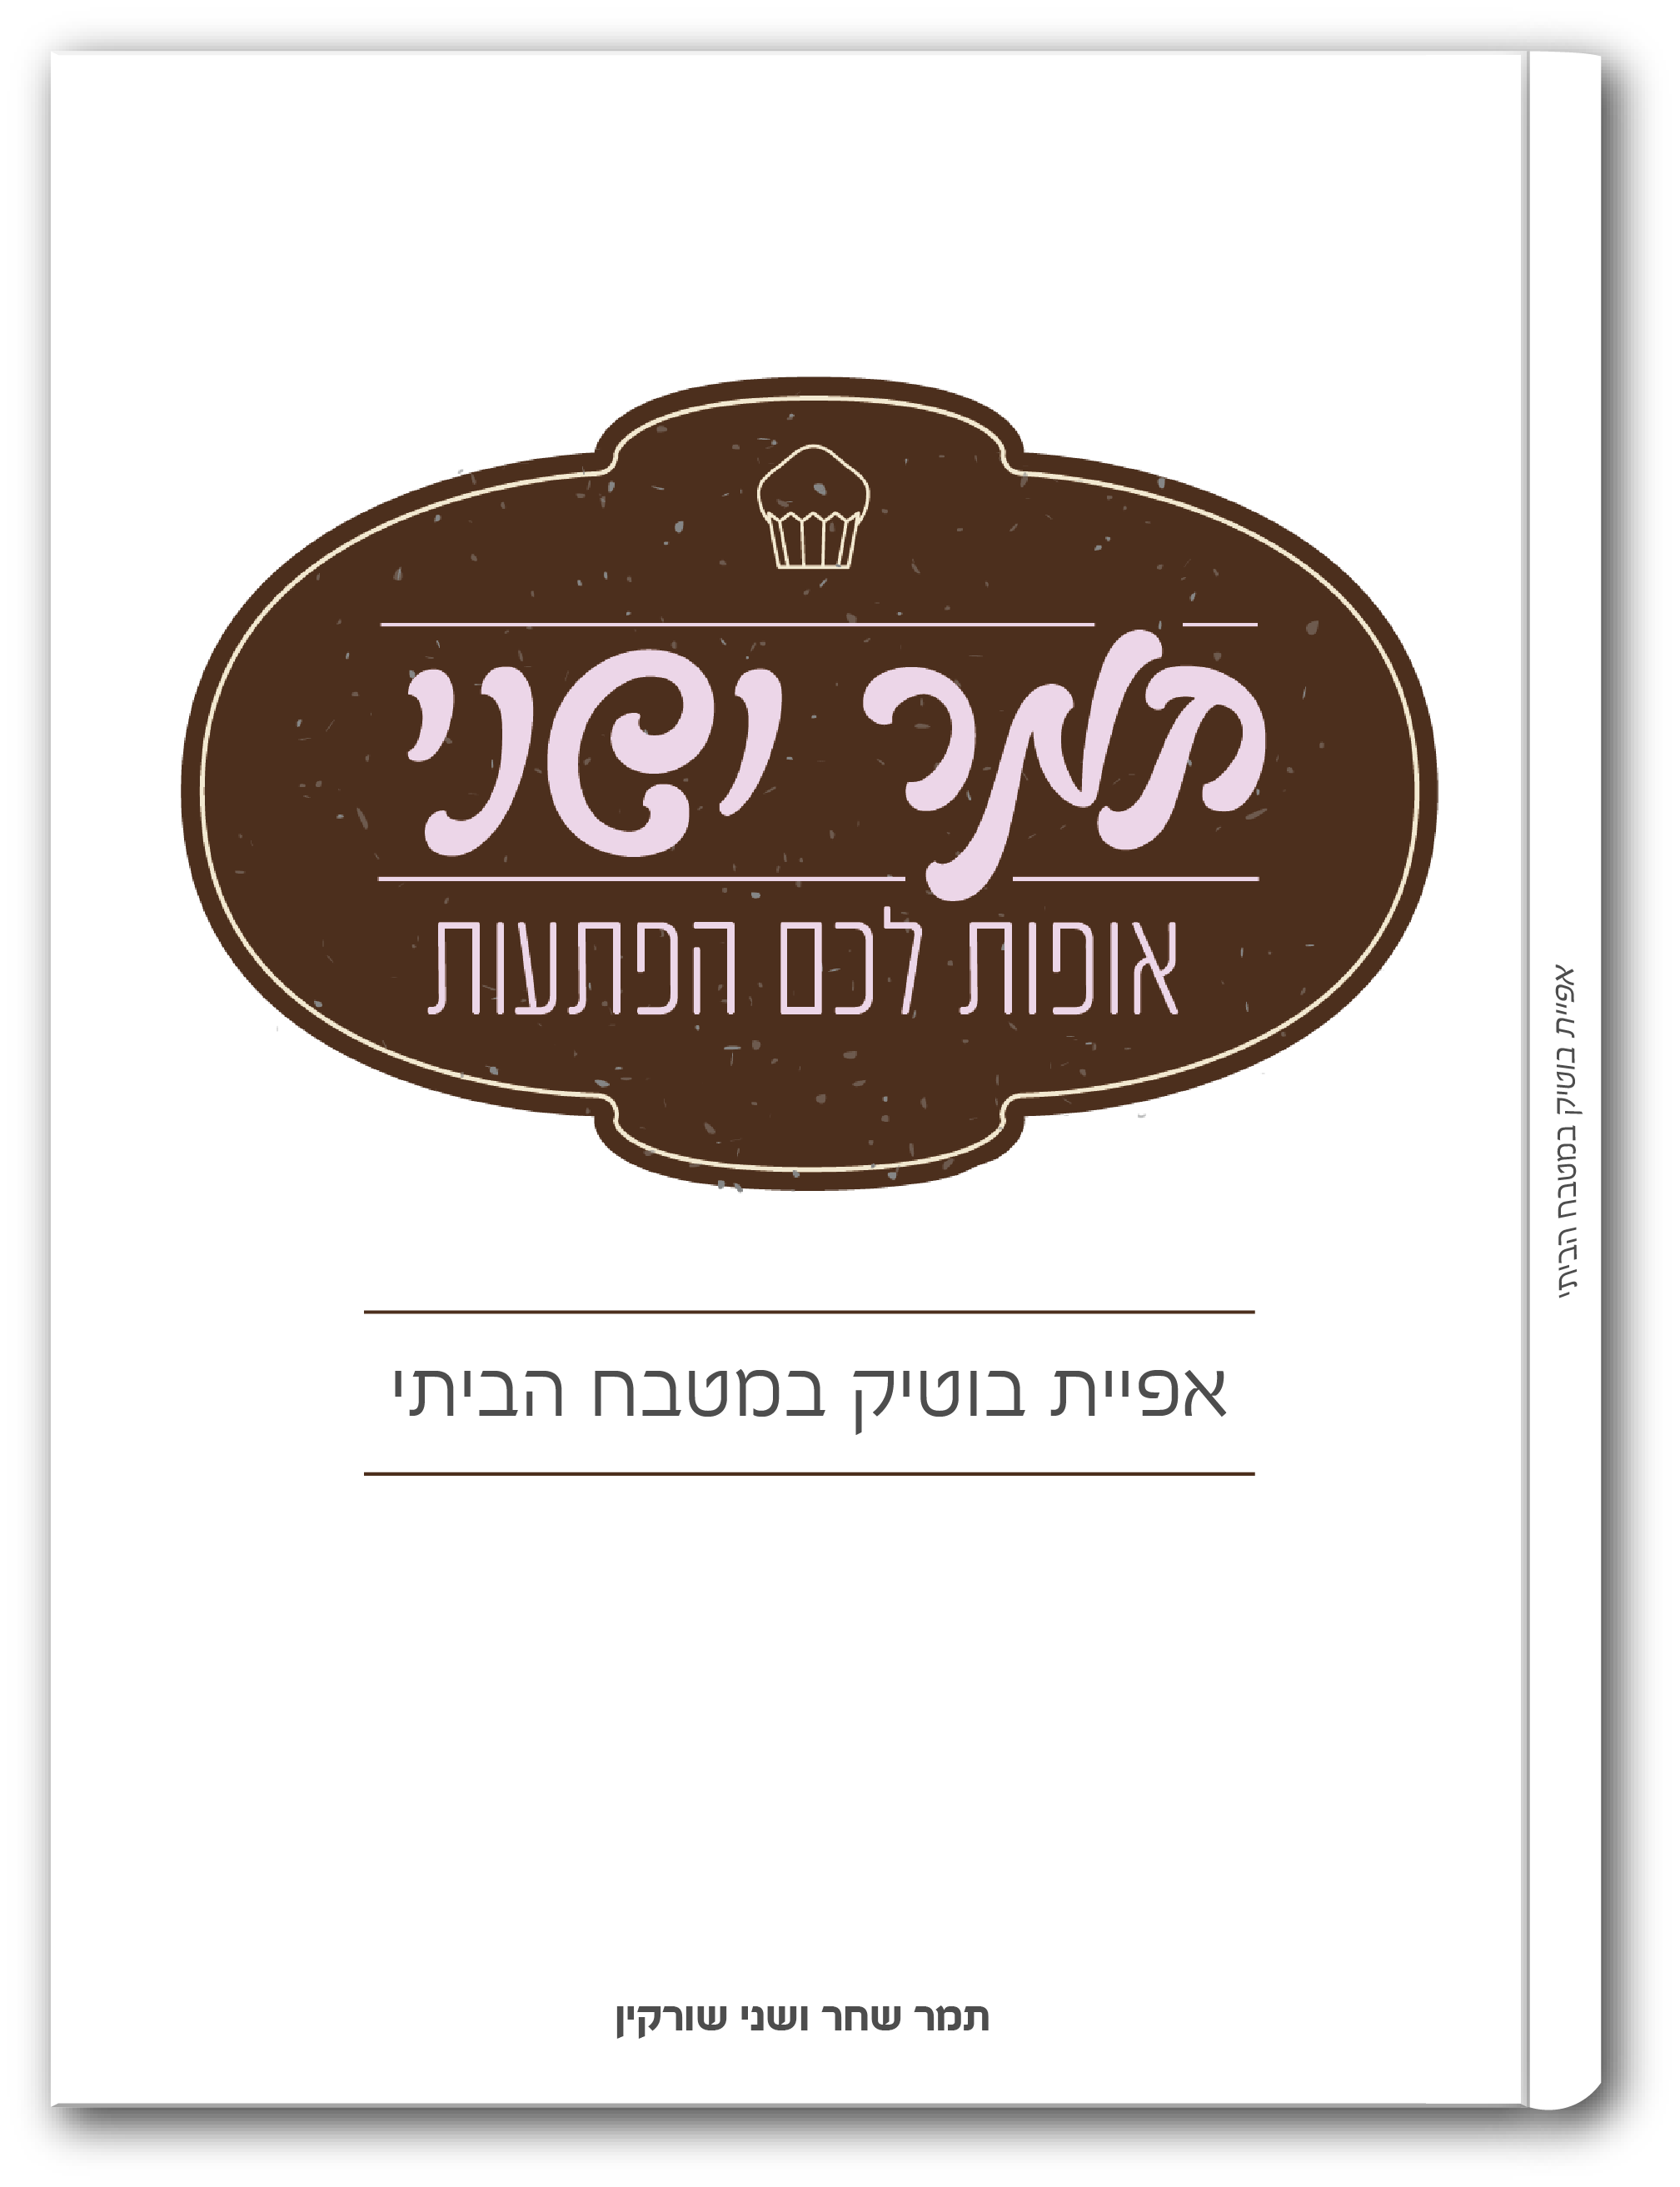 תמר ושני
אופות לכם הפתעות
אפיית בוטיק במטבח הביתי
תמר שחר ושני שורקין
אפיית בוטיק במטבח הביתי